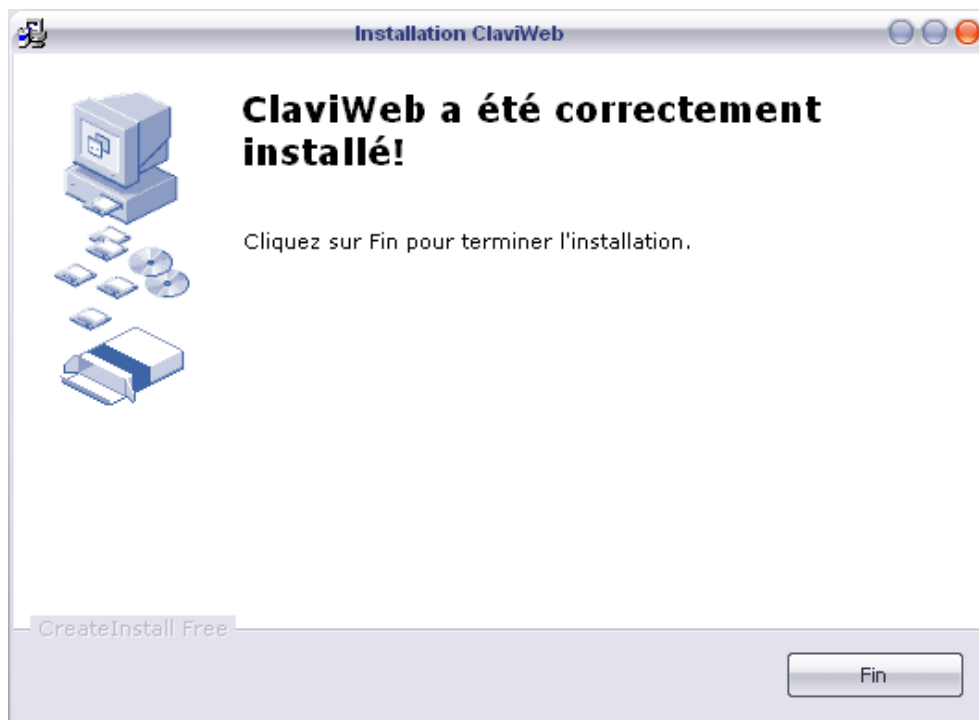 Installation ClaviWeb
ClaviWeb a été correctement
installé!
Cliquez sur Fin pour terminer l'installation.
CreateInstall Free
Fin